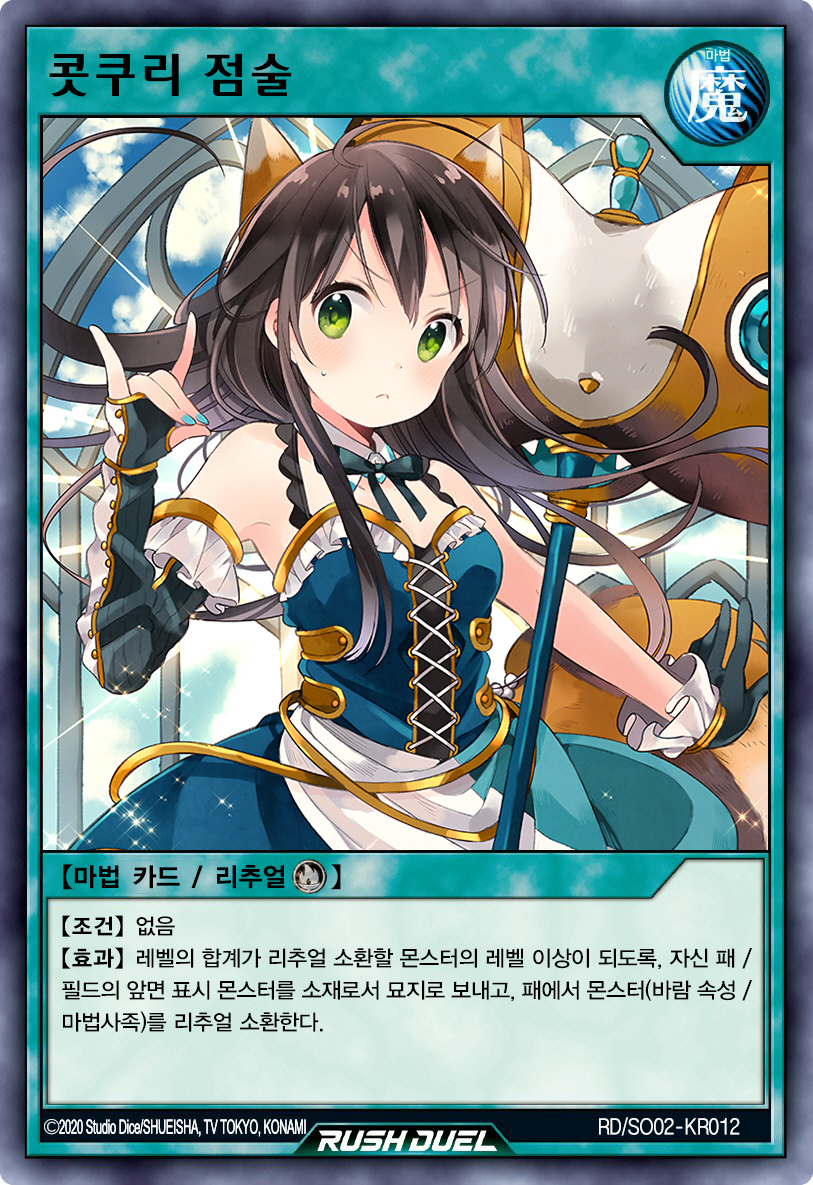 콧쿠리 점술
마법
魔
【마법 카드 / 리추얼】
【조건】 없음
【효과】 레벨의 합계가 리추얼 소환할 몬스터의 레벨 이상이 되도록, 자신 패 /
필드의 앞면 표시 몬스터를 소재로서 묘지로 보내고, 패에서 몬스터(바람 속성 /
마법사족)를 리추얼 소환한다.
©2020 Studio Dice/SHUEISHA, TV TOKYO, KONAMI
RUSH DUEL
RD/SO02-KR012